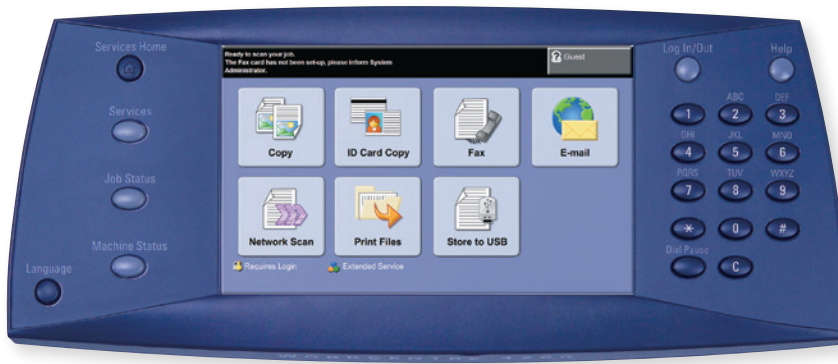 Services Home
Services
Job Status
Machine Status
Language
Ready to scan your job.
The Fax card has not been set-up, please inform System
Administrator.
? Guest
Copy
ID Card Copy
Fax
E-mail
Network Scan
Print Files
Store to USB
Requires Login
Extended Service
Log In/Out
Help
ABC DEF
1 2 3
GHI JKL MNO
4 5 6
PQRS TUV WXYZ
7 8 9
* 0 #
Dial Pause
C